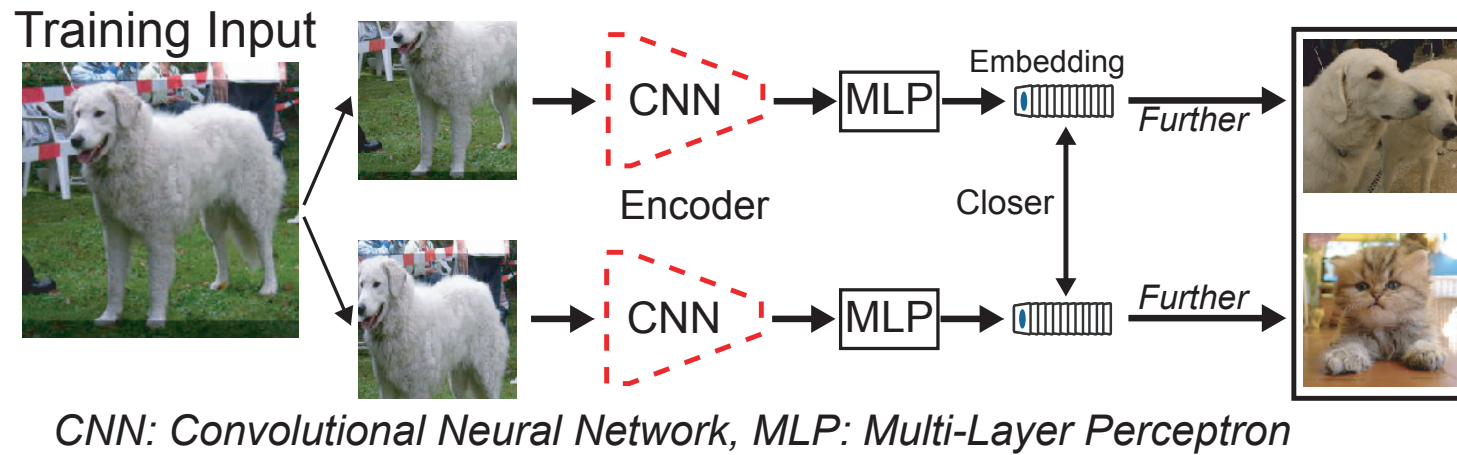 Training Input
CNN
MLP
Embedding
Further
Encoder
Closer
CNN
MLP
Further
CNN: Convolutional Neural Network, MLP: Multi-Layer Perceptron